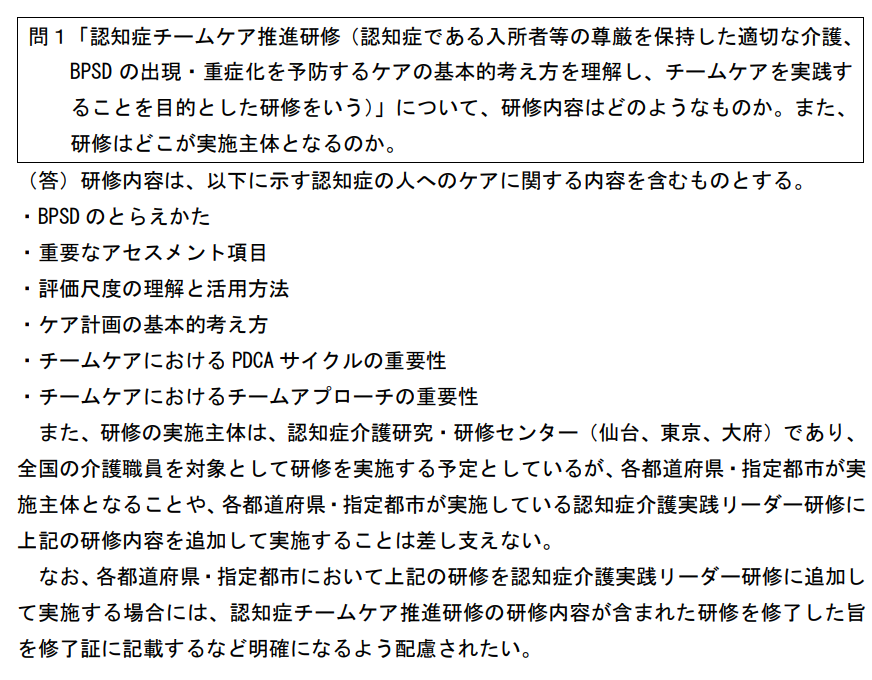 問1「認知症チームケア推進研修(認知症である入所者等の尊厳を保持した適切な介護、
BPSDの出現・重症化を予防するケアの基本的考え方を理解し、チームケアを実践す
ることを目的とした研修をいう)」について、研修内容はどのようなものか。また、
研修はどこが実施主体となるのか。
(答)研修内容は、以下に示す認知症の人へのケアに関する内容を含むものとする。
・BPSDのとらえかた
・重要なアセスメント項目
・評価尺度の理解と活用方法
・ケア計画の基本的考え方
・チームケアにおけるPDCAサイクルの重要性
・チームケアにおけるチームアプローチの重要性
また、研修の実施主体は、認知症介護研究・研修センター(仙台、東京、大府)であり、
全国の介護職員を対象として研修を実施する予定としているが、各都道府県・指定都市が実
施主体となることや、各都道府県・指定都市が実施している認知症介護実践リーダー研修に
上記の研修内容を追加して実施することは差し支えない。
なお、各都道府県・指定都市において上記の研修を認知症介護実践リーダー研修に追加し
て実施する場合には、認知症チームケア推進研修の研修内容が含まれた研修を修了した旨
を修了証に記載するなど明確になるよう配慮されたい。